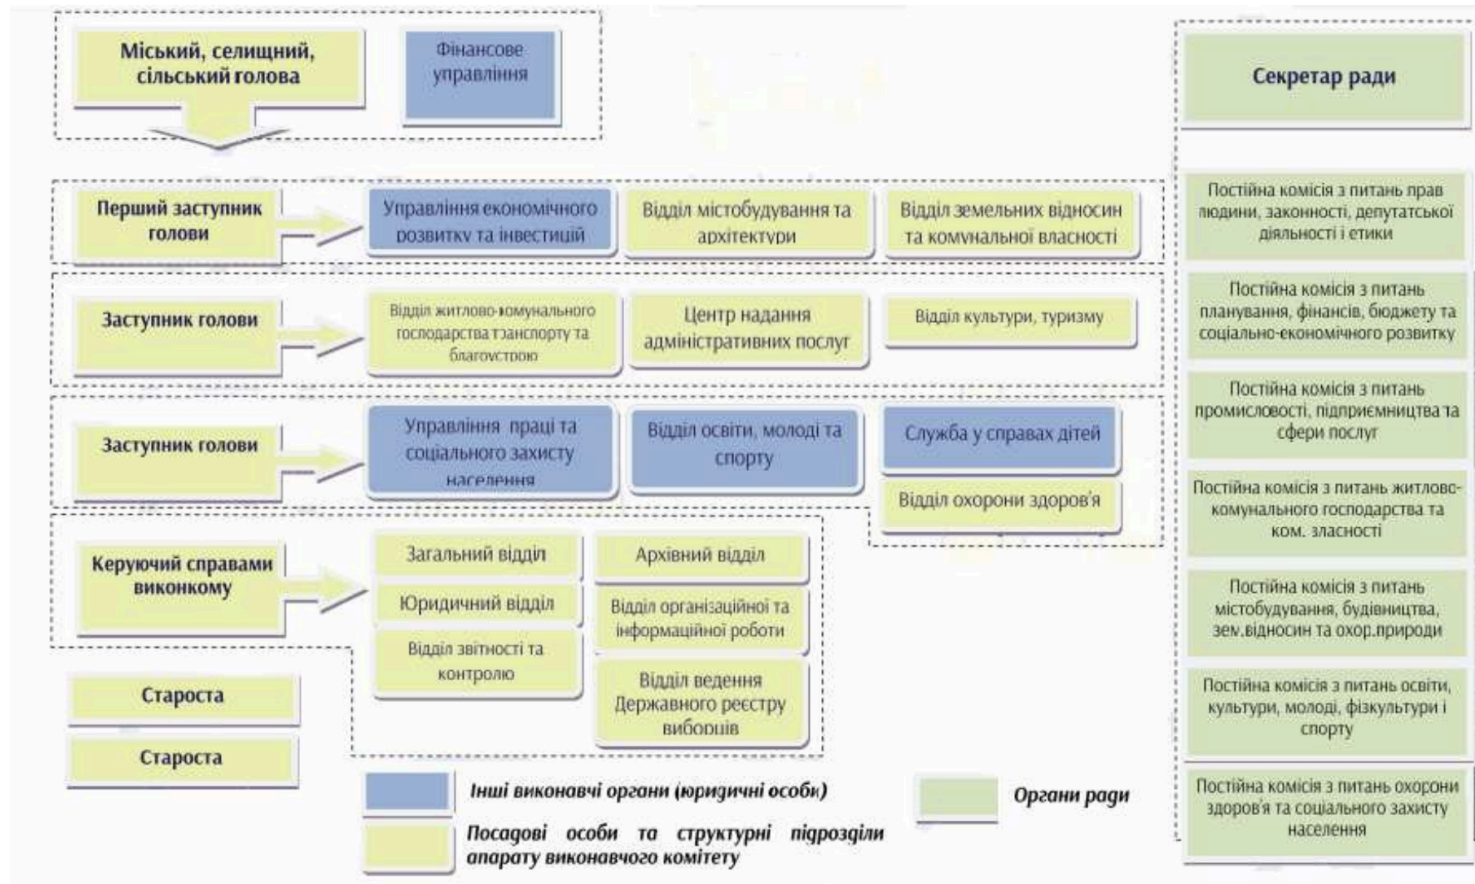 Міський, селищний,
сільський голова
Фінансове
управління
Секретар ради
Перший заступник
голови
Управління економічного
розвитку та інвестицій
Відділ містобудування та
архітектури
Відділ земельних відносин
та комунальної власності
Заступник голови
Відділ житлово-комунального
господарства транспорту та
благоустрою
Центр надання
адміністративних послуг
Відділ культури, туризму
Заступник голови
Управління праці та
соціального захисту
населення
Відділ освіти, молоді та
спорту
Служба у справах дітей
Відділ охорони здоров'я
Керуючий справами
виконкому
Загальний відділ
Юридичний відділ
Відділ звітності та
контролю
Архівний відділ
Відділ організаційної та
інформаційної роботи
Відділ ведення
Державного реєстру
виборців
Староста
Староста
Постійна комісія з питань прав
людини, законності, депутатської
діяльності і етики
Постійна комісія з питань
планування, фінансів, бюджету та
соціально-економічного розвитку
Постійна комісія з питань
промисловості, підприємництва та
сфери послуг
Постійна комісія з питань житлово-
комунального господарства та
ком. зласності
Постійна комісія з питань
містобудування, будівництва,
зем.відносин та охор.природи
Постійна комісія з питань освіти,
культури, молоді, фізкультури і
спорту
Постійна комісія з питань охорони
здоров'я та соціального захисту
населення
Інші виконавчі органи (юридичні особи)
Посадові особи та структурні підрозділи
апарату виконавчого комітету
Органи ради